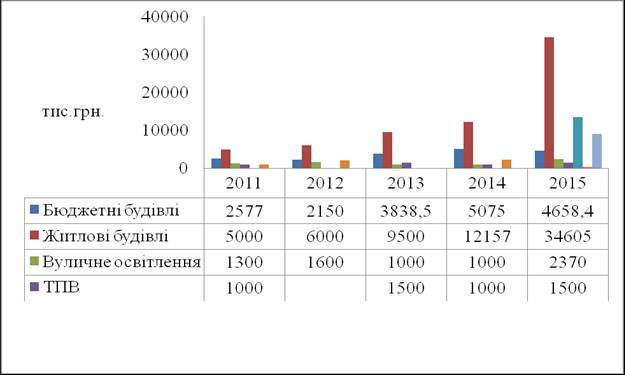 40000
30000
20000
тис.грн.
10000
0
2011 2012 2013 2014 2015
Бюджетні будівлі 2577 2150 3838,5 5075 4658,4
Житлові будівлі 5000 6000 9500 12157 34605
Вуличне освітлення 1300 1600 1000 1000 2370
ТПВ 1000 1500 1000 1500